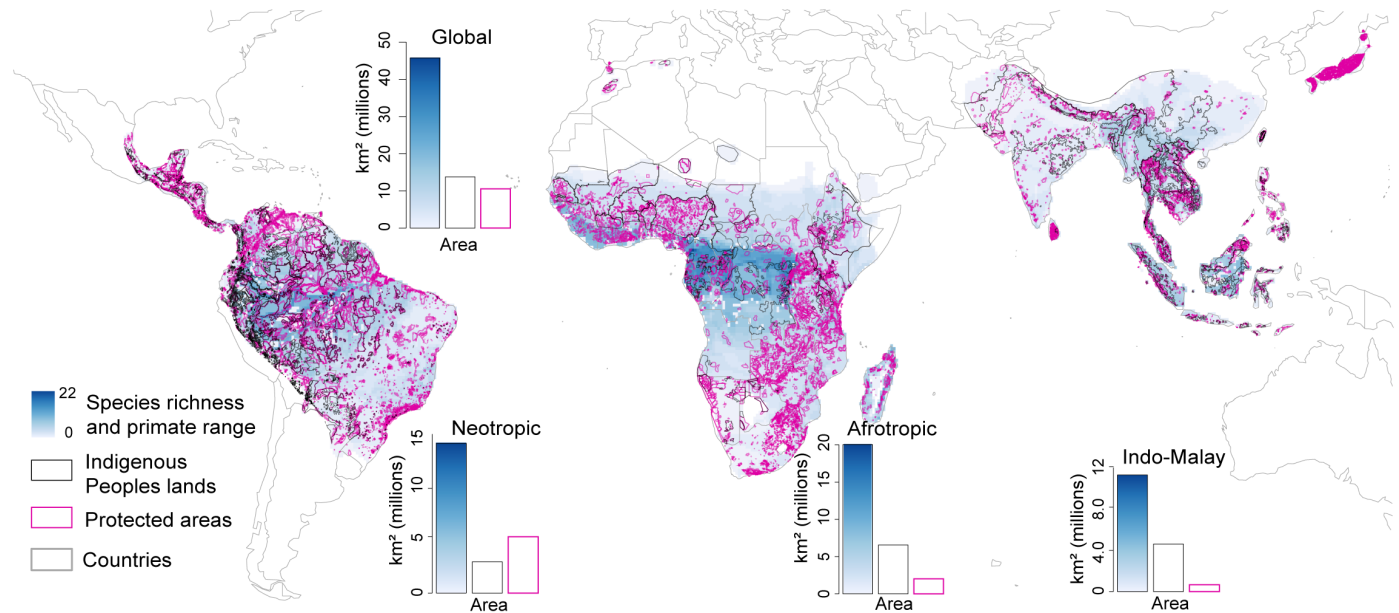 Global
km² (millions)
50
40
30
20
10
0
Area
22
0
Species richness
and primate range
Indigenous
Peoples lands
Protected areas
Countries
Neotropic
km² (millions)
15
10
5
0
Area
Afrotropic
km² (millions)
20
15
10
5
0
Area
Indo-Malay
km² (millions)
12
8.0
4.0
0
Area